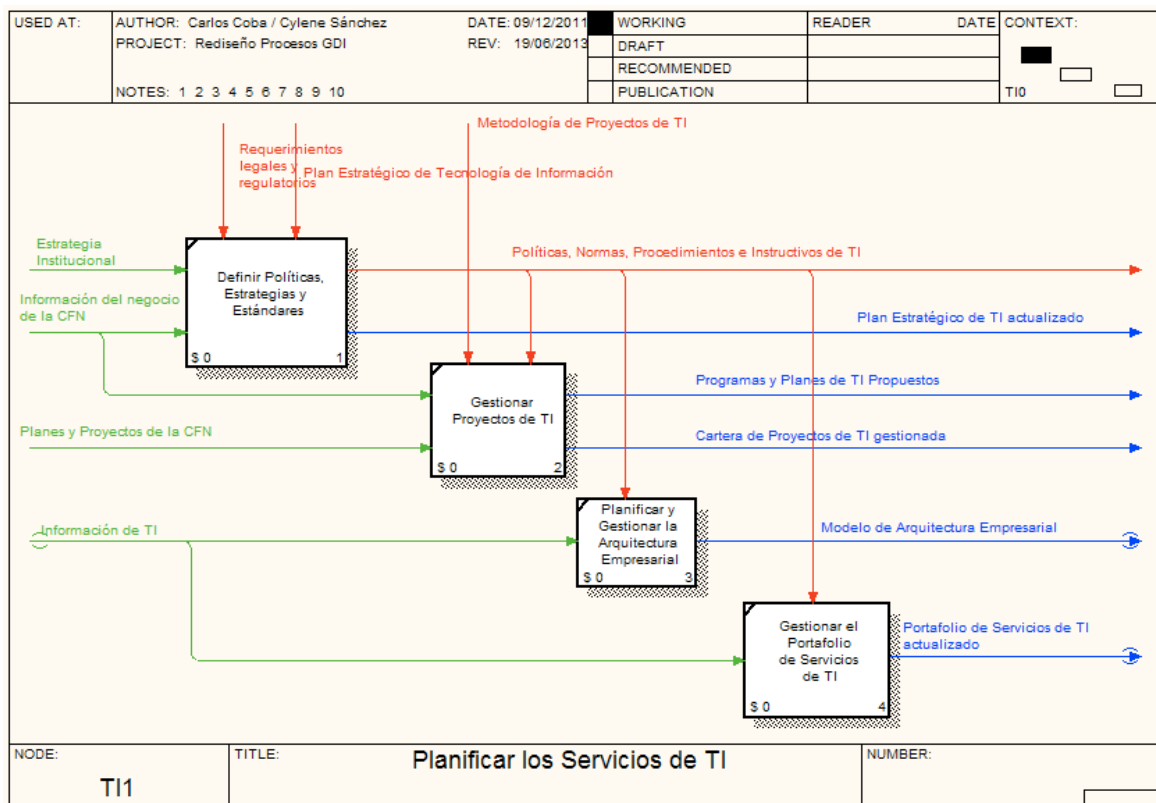 USED AT:
AUTHOR: Carlos Coba / Cylene Sánchez
DATE: 09/12/2011
PROJECT: Rediseño Procesos GDI
REV: 19/06/2013
NOTES: 1 2 3 4 5 6 7 8 9 10
WORKING
DRAFT
RECOMMENDED
PUBLICATION
READER
DATE
CONTEXT:
TI0
Metodología de Proyectos de TI
Requerimientos
legales y
regulatorios
Plan Estratégico de Tecnología de Información
Estrategia
Institucional
Políticas, Normas, Procedimientos e Instructivos de TI
Definir Políticas,
Estrategias y
Estándares
$ 0
1
Información del negocio
de la CFN
Plan Estratégico de TI actualizado
Programas y Planes de TI Propuestos
Gestionar
Proyectos de TI
$ 0
2
Planes y Proyectos de la CFN
Cartera de Proyectos de TI gestionada
Información de TI
Planificar y
Gestionar la
Arquitectura
Empresarial
$ 0
3
Modelo de Arquitectura Empresarial
Gestionar el
Portafolio
de Servicios
de TI
$ 0
4
Portafolio de Servicios de TI
actualizado
NODE:
TI1
TITLE:
Planificar los Servicios de TI
NUMBER: